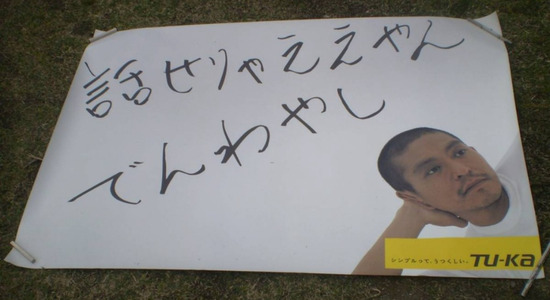 話せりゃええやん
でんわやし
シンプルって、うつくしい。
TU-Ka